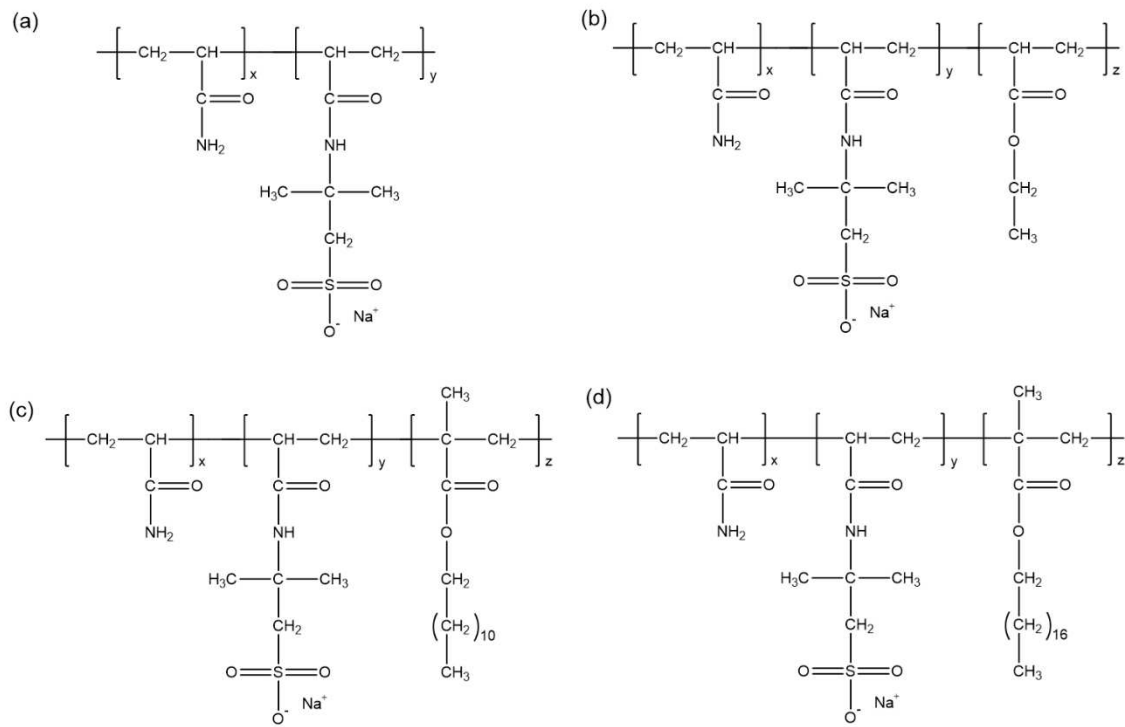 (a)
CH₂ CH x CH CH₂ y
C O C O
NH₂ NH
H₃C C CH₃
CH₂
O S O
O⁻ Na⁺
(b)
CH₂ CH x CH CH₂ y CH CH₂ z
C O C O C O
NH₂ NH O
H₃C C CH₃ CH₂
CH₂ CH₃
O S O
O⁻ Na⁺
(c)
CH₃
CH₂ CH x CH CH₂ y C CH₂ z
C O C O C O
NH₂ NH O
H₃C C CH₃ CH₂
CH₂ (CH₂)₁₀
CH₃
O S O
O⁻ Na⁺
(d)
CH₃
CH₂ CH x CH CH₂ y C CH₂ z
C O C O C O
NH₂ NH O
H₃C C CH₃ CH₂
CH₂ (CH₂)₁₆
O S O CH₃
O⁻ Na⁺